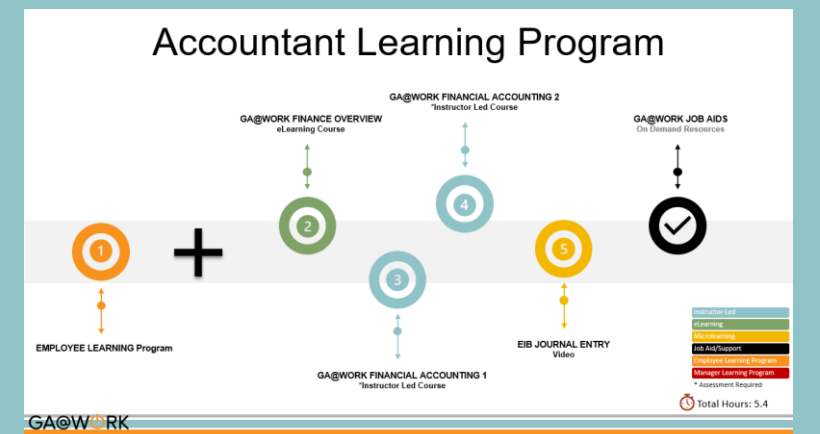 Accountant Learning Program
GA@WORK FINANCIAL ACCOUNTING 2
*Instructor Led Course
GA@WORK FINANCE OVERVIEW
eLearning Course
GA@WORK JOB AIDS
On Demand Resources
1
2
3
4
5
EMPLOYEE LEARNING Program
GA@WORK FINANCIAL ACCOUNTING 1
*Instructor Led Course
EIB JOURNAL ENTRY
Video
Instructor-Led
eLearning
Microlearning
Job Aid/Support
Employee Learning Program
Manager Learning Program
* Assessment Required
Total Hours: 5.4
GA@WORK